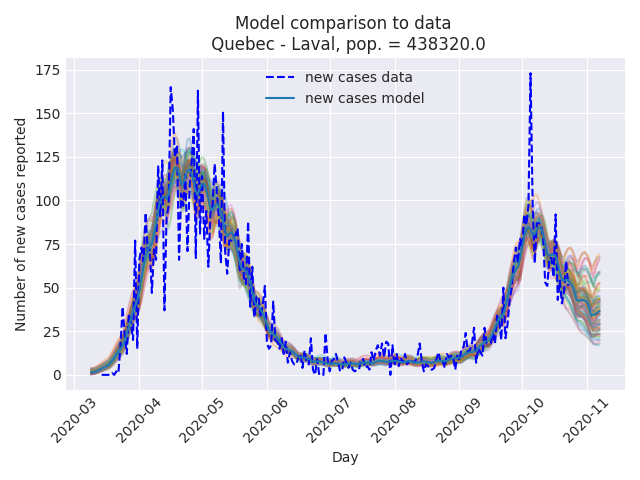 Model comparison to data
Quebec - Laval, pop. = 438320.0
new cases data
new cases model
Number of new cases reported
175
150
125
100
75
50
25
0
2020-03
2020-04
2020-05
2020-06
2020-07
2020-08
2020-09
2020-10
2020-11
Day